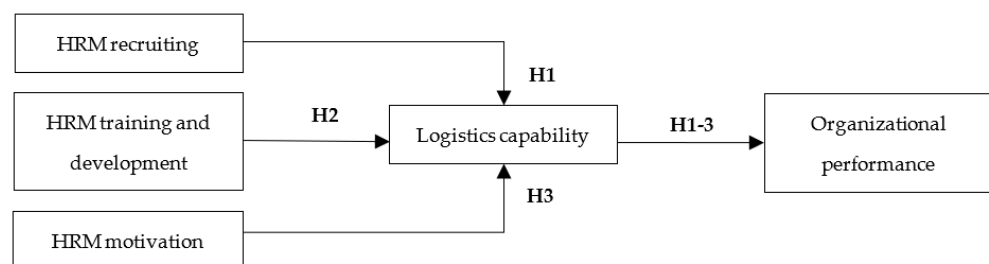 HRM recruiting
H1
HRM training and
development
H2
Logistics capability
H1-3
Organizational
performance
H3
HRM motivation